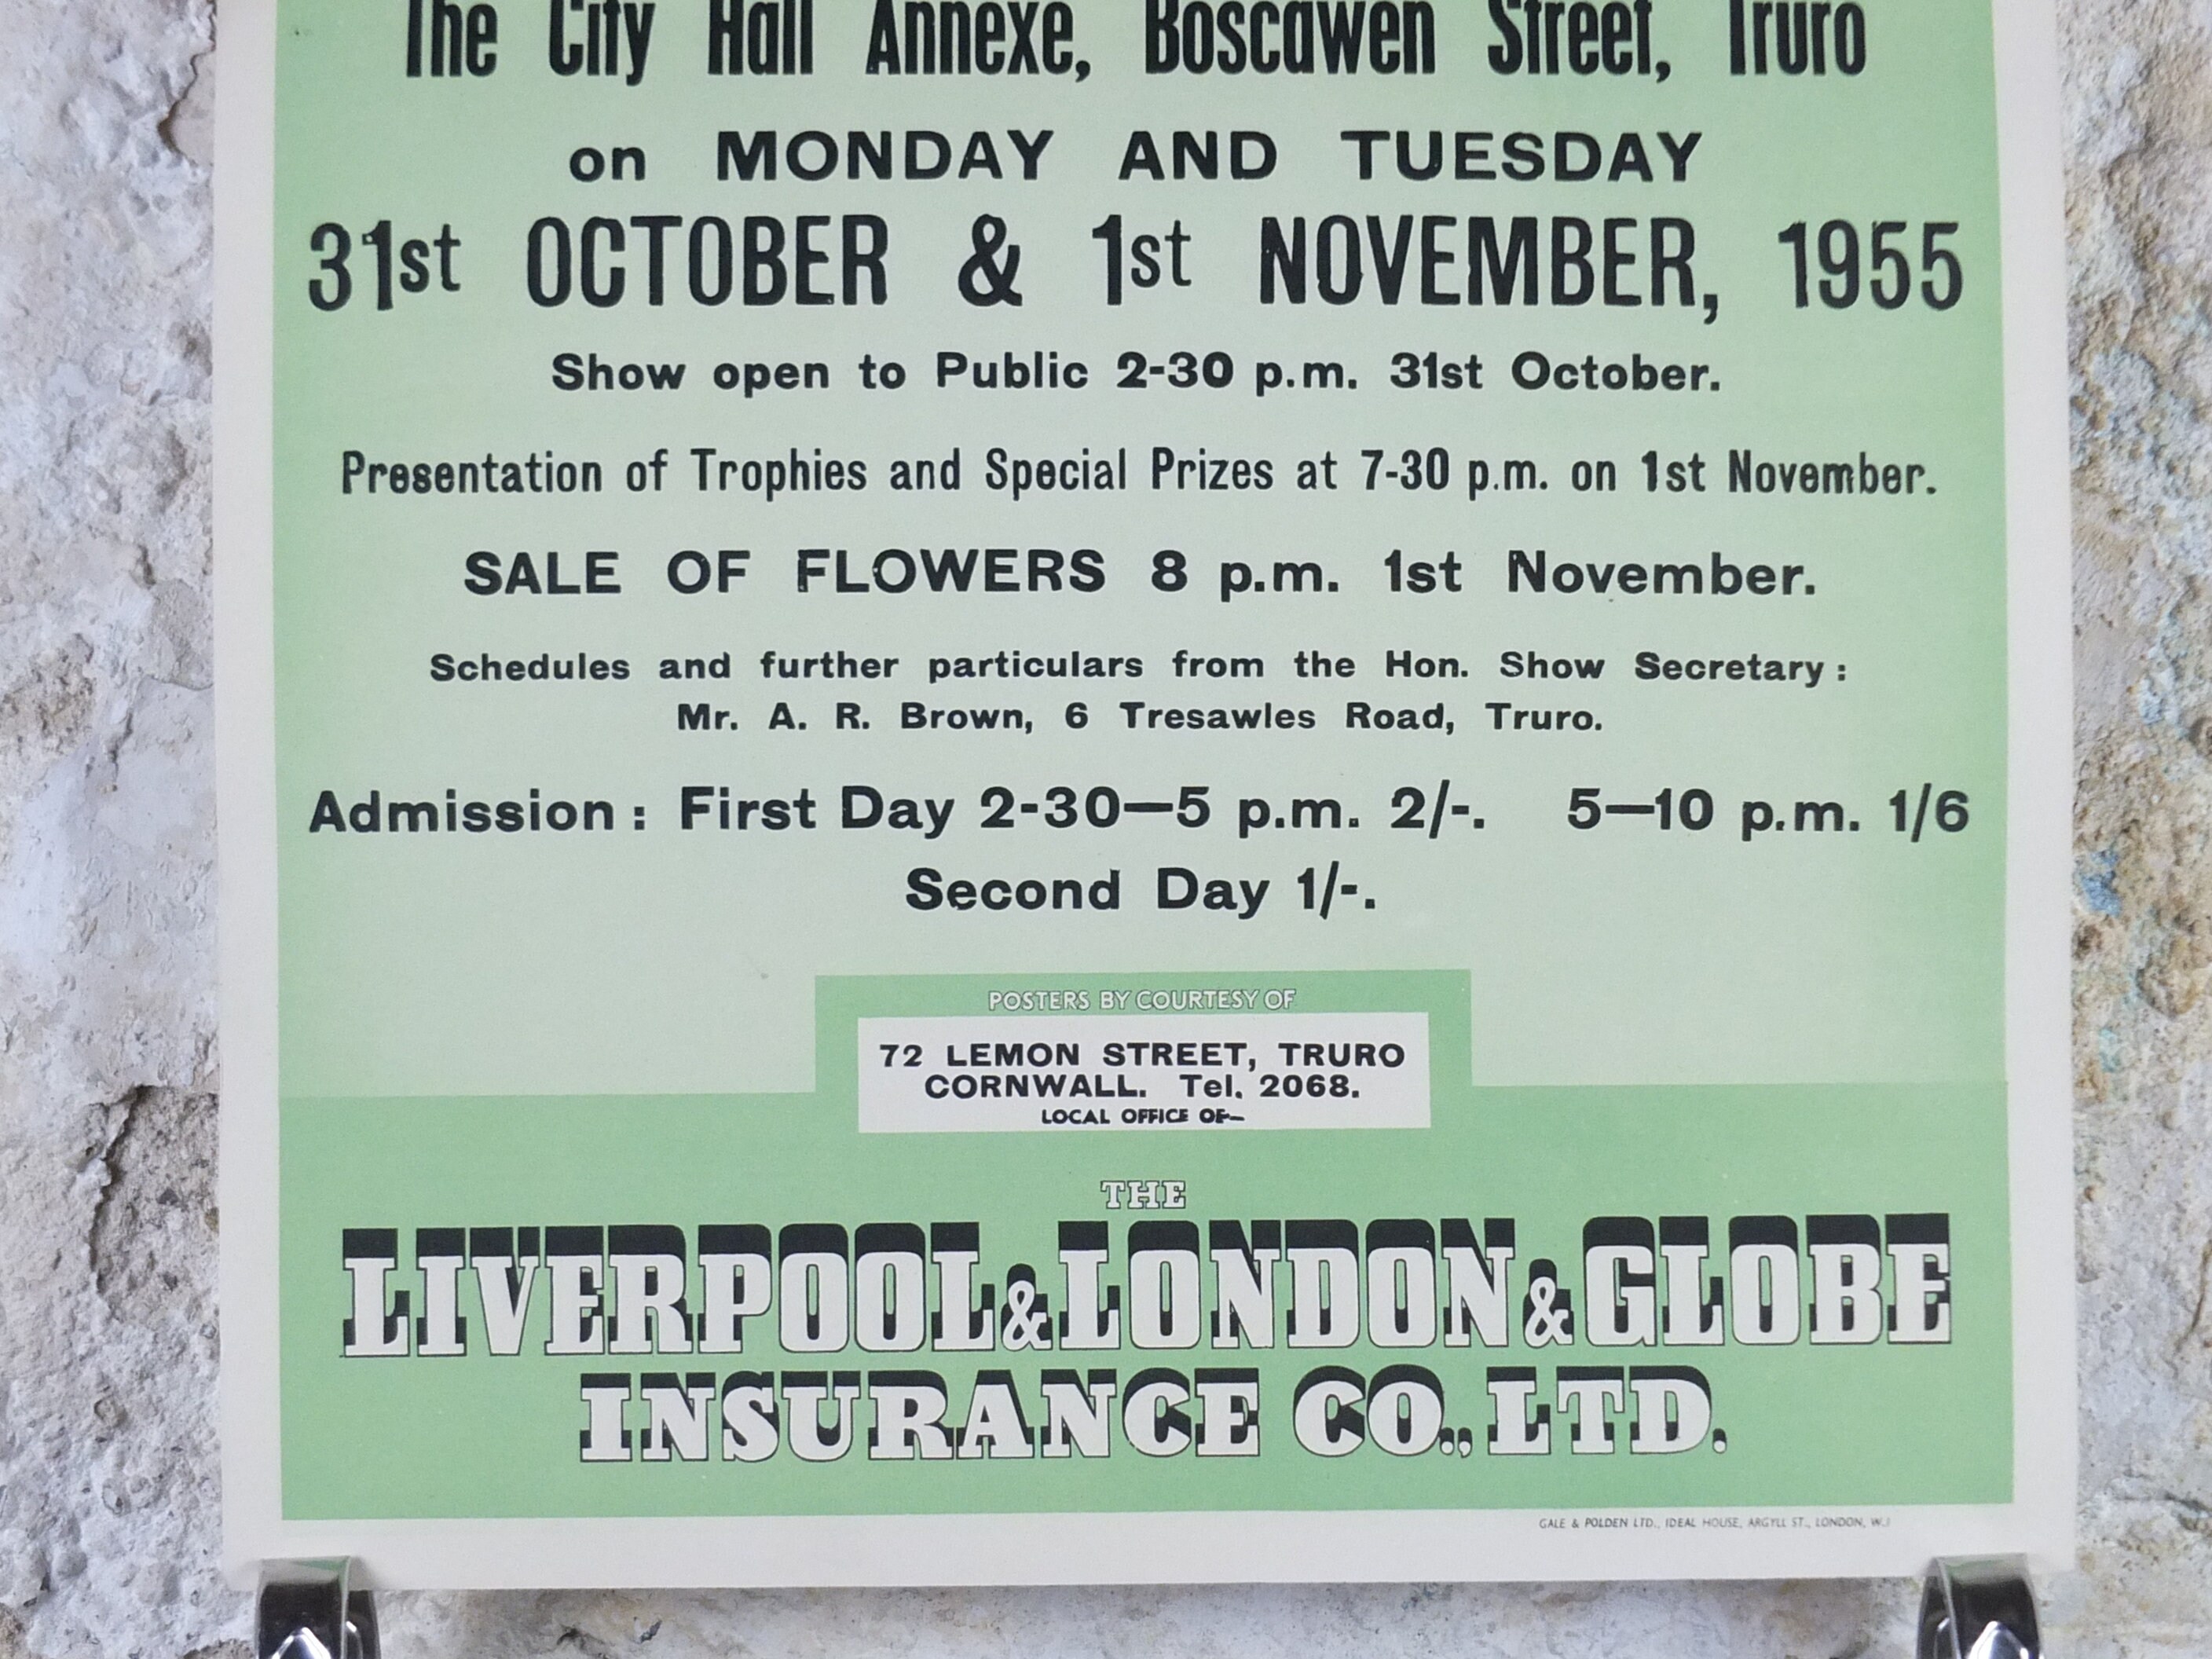 The City Hall Annexe, Boscawen Street, Truro
on MONDAY AND TUESDAY
31st OCTOBER & 1st NOVEMBER, 1955
Show open to Public 2-30 p.m. 31st October.
Presentation of Trophies and Special Prizes at 7-30 p.m. on 1st November.
SALE OF FLOWERS 8 p.m. 1st November.
Schedules and further particulars from the Hon. Show Secretary:
Mr. A. R. Brown, 6 Tresawles Road, Truro.
Admission: First Day 2-30—5 p.m. 2/-. 5—10 p.m. 1/6
Second Day 1/-.
POSTERS BY COURTESY OF
72 LEMON STREET, TRURO
CORNWALL. Tel. 2068.
LOCAL OFFICE OF—
THE
LIVERPOOL & LONDON & GLOBE
INSURANCE CO., LTD.
GALE & POLDEN LTD., IDEAL HOUSE, ARGYLL ST., LONDON, W.1